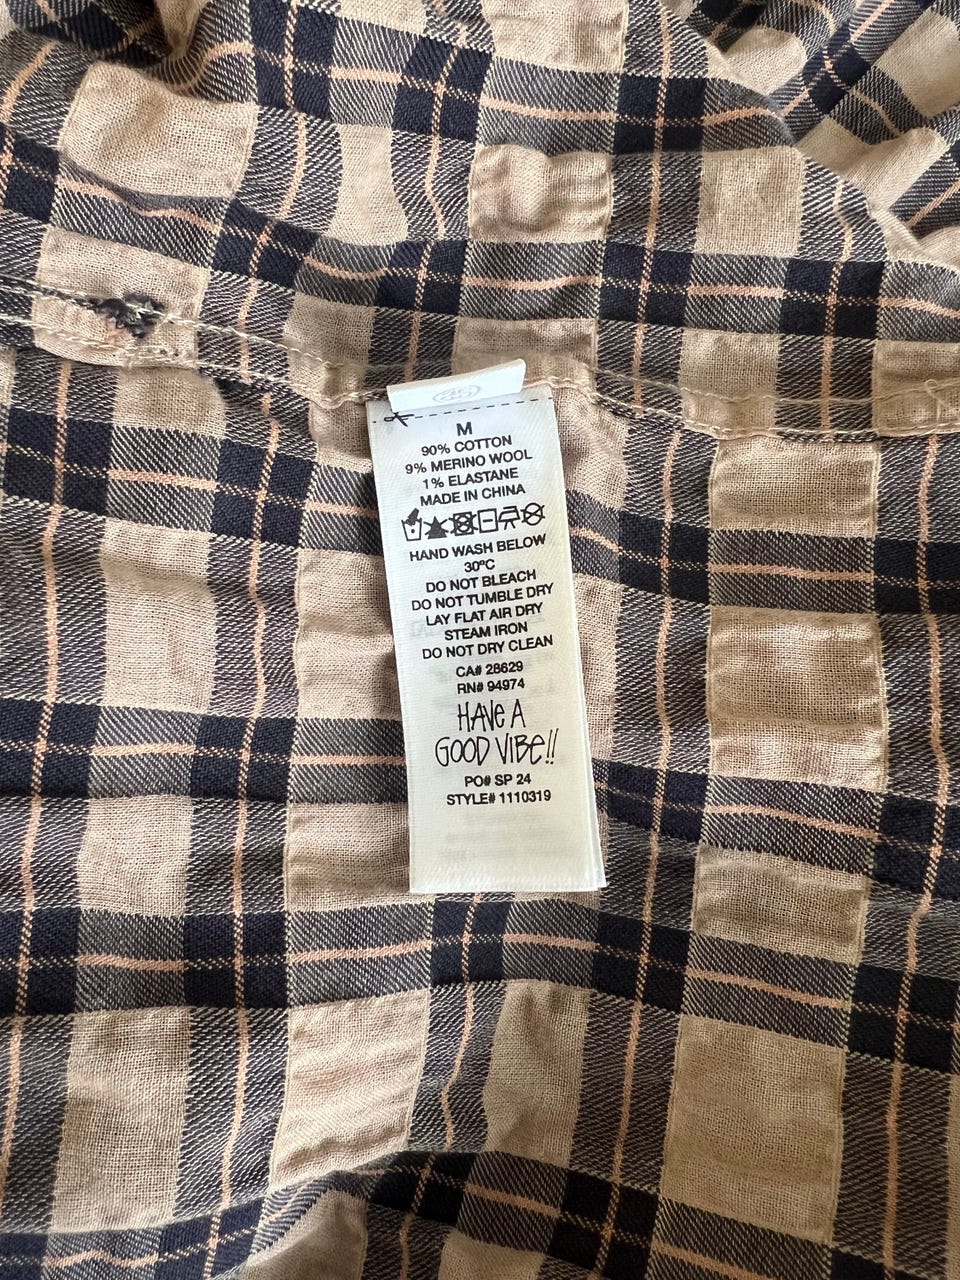 M
90% COTTON
9% MERINO WOOL
1% ELASTANE
MADE IN CHINA
HAND WASH BELOW
30ºC
DO NOT BLEACH
DO NOT TUMBLE DRY
LAY FLAT AIR DRY
STEAM IRON
DO NOT DRY CLEAN
CA# 28629
RN# 94974
HAVE A
GOOD VIBE!!
PO# SP 24
STYLE# 1110319